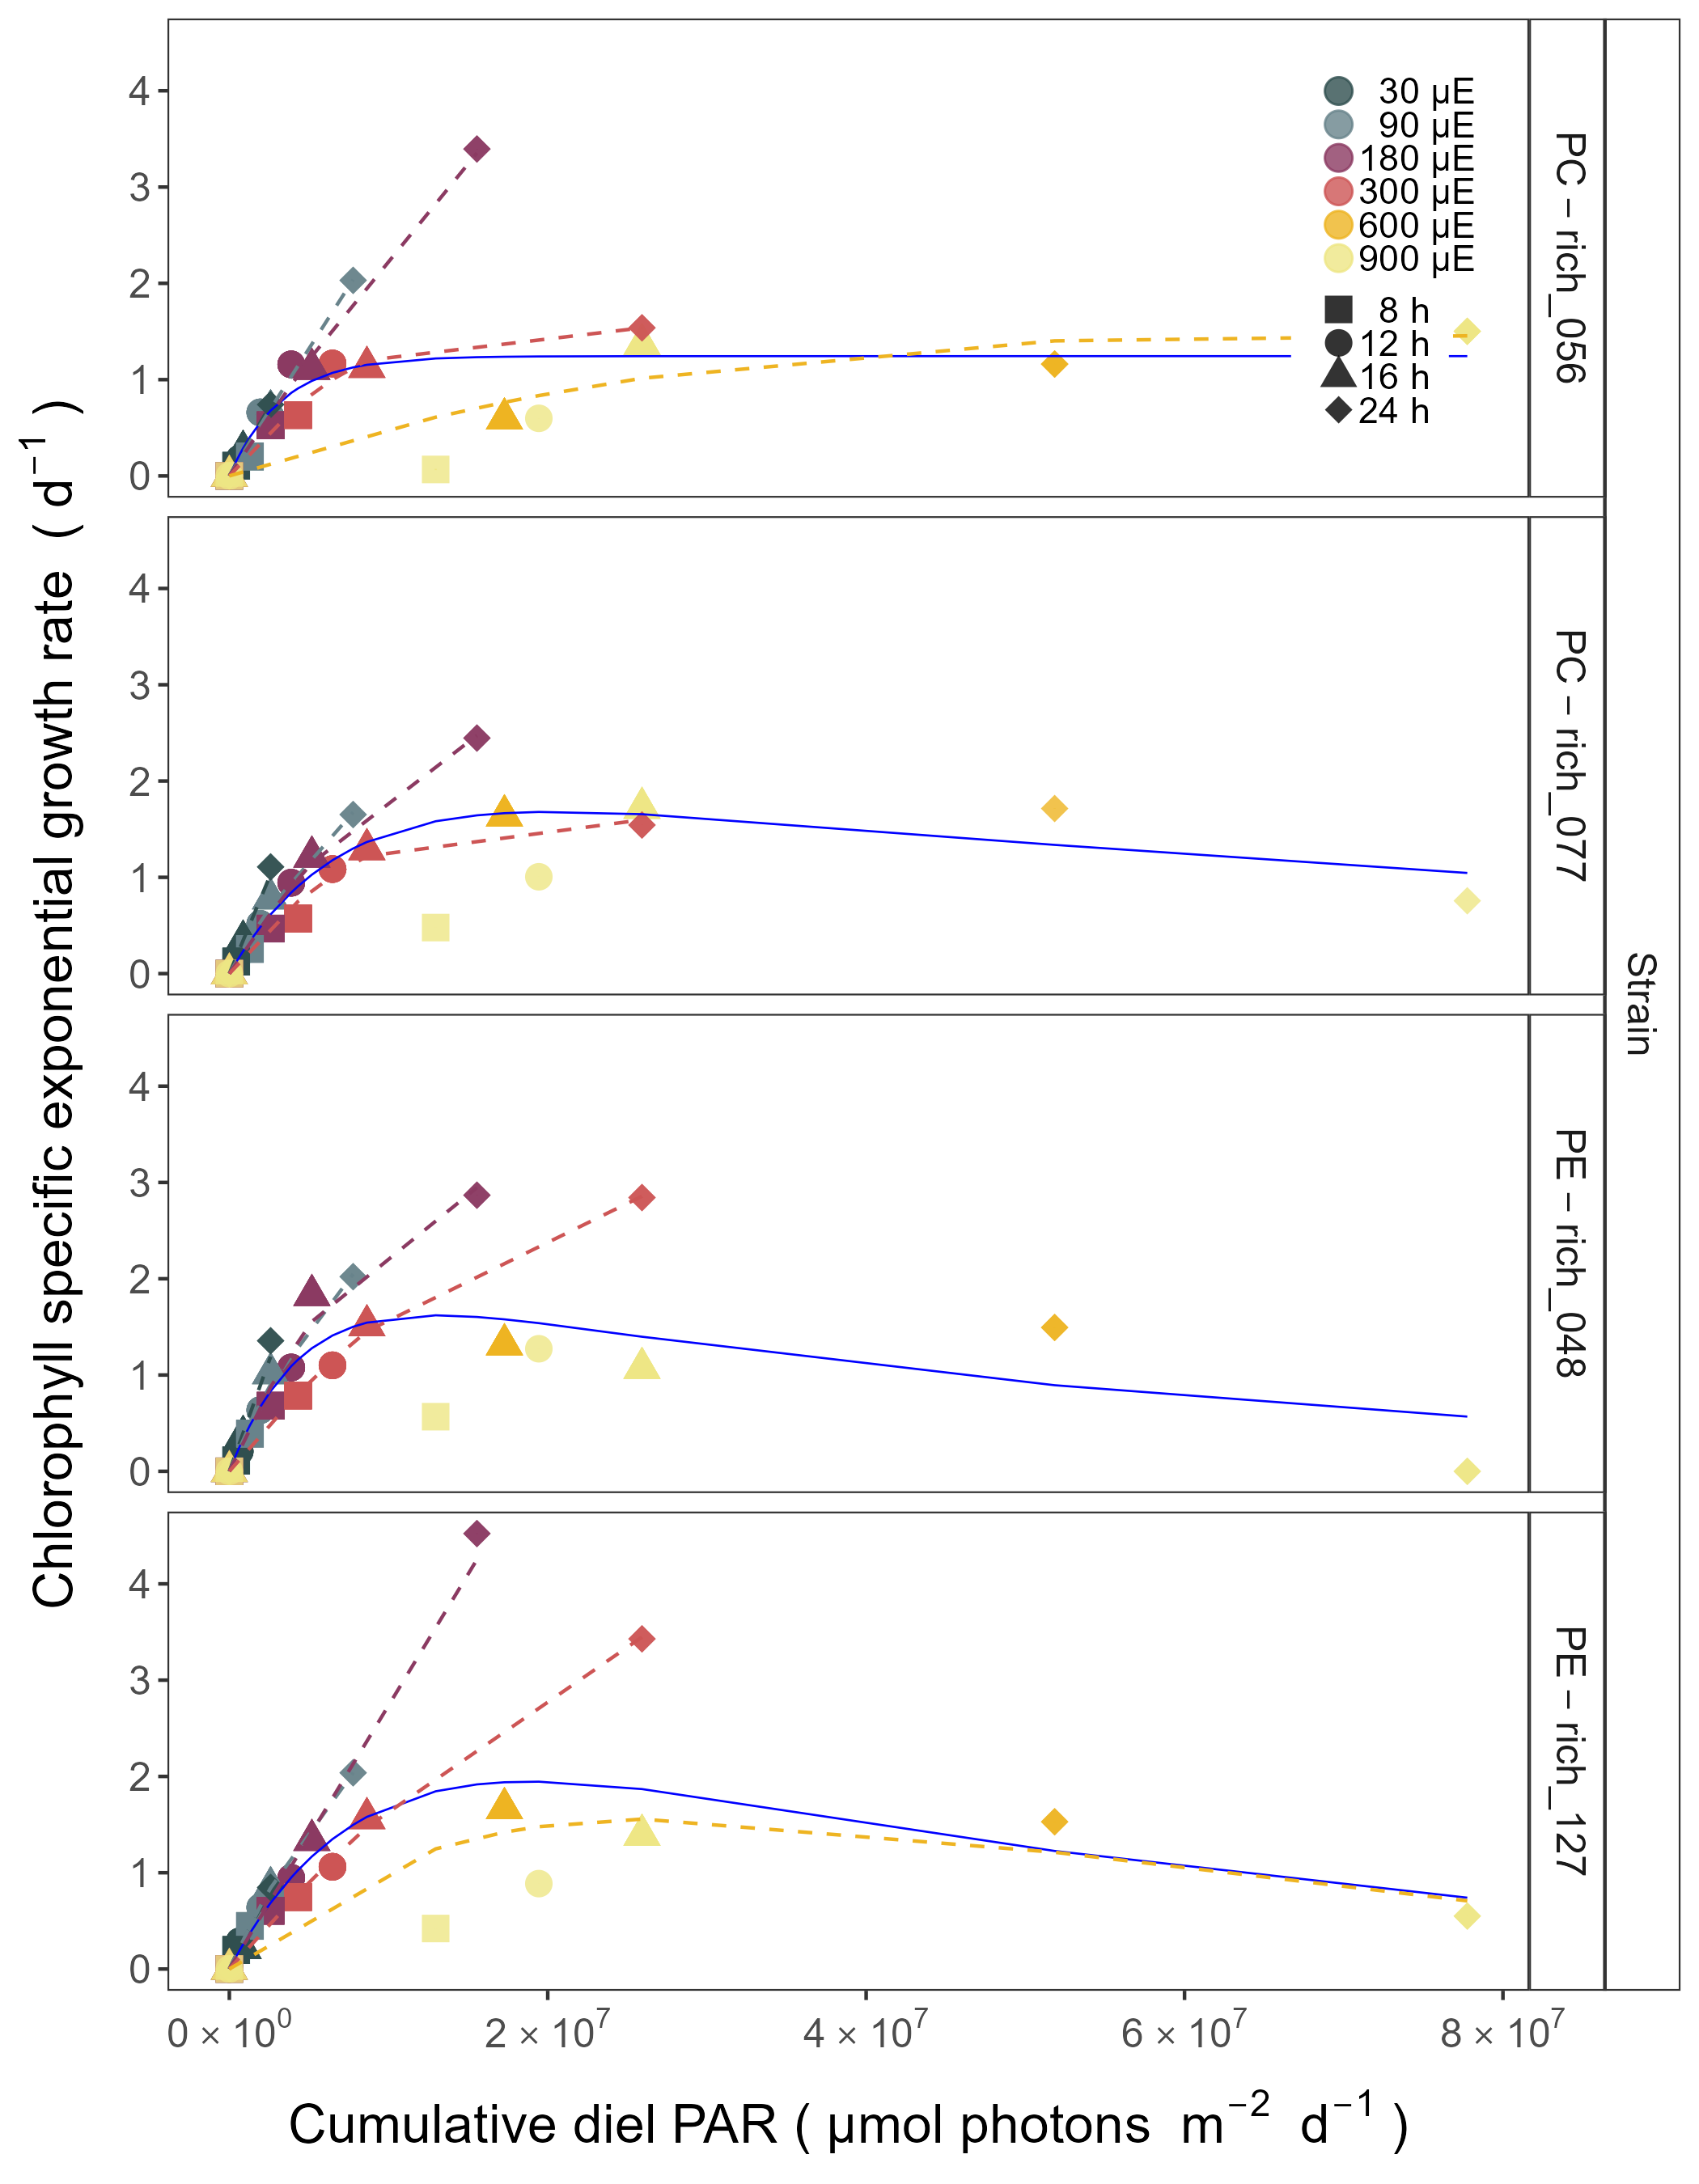 Chlorophyll specific exponential growth rate ( d⁻¹ )
4
3
2
1
0
30 µE
90 µE
180 µE
300 µE
600 µE
900 µE
8 h
12 h
16 h
24 h
PC − rich_056
4
3
2
1
0
PC − rich_077
4
3
2
1
0
PE − rich_048
4
3
2
1
0
PE − rich_127
Strain
0 × 10⁰ 2 × 10⁷ 4 × 10⁷ 6 × 10⁷ 8 × 10⁷
Cumulative diel PAR ( µmol photons m⁻² d⁻¹ )